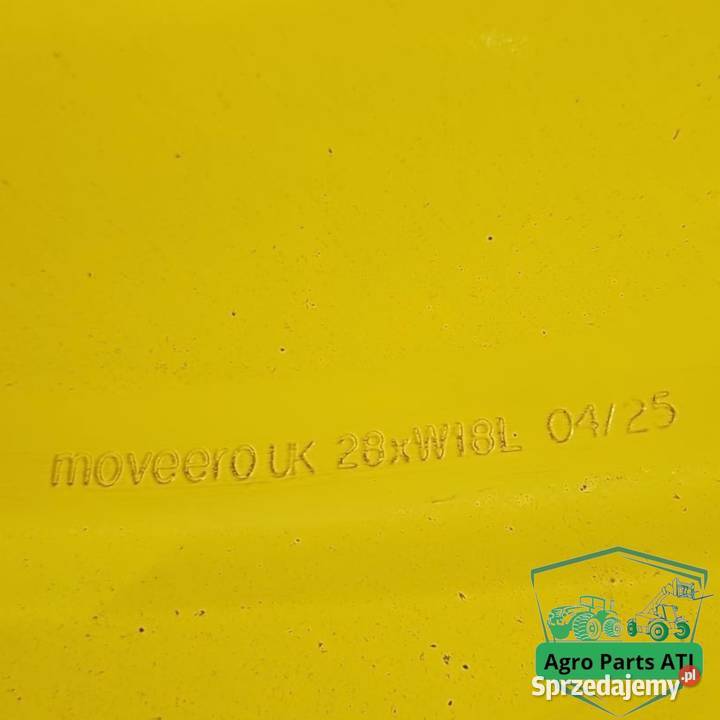 moveero UK 28xW18L 04/25
Agro Parts ATI
Sprzedajemy.pl